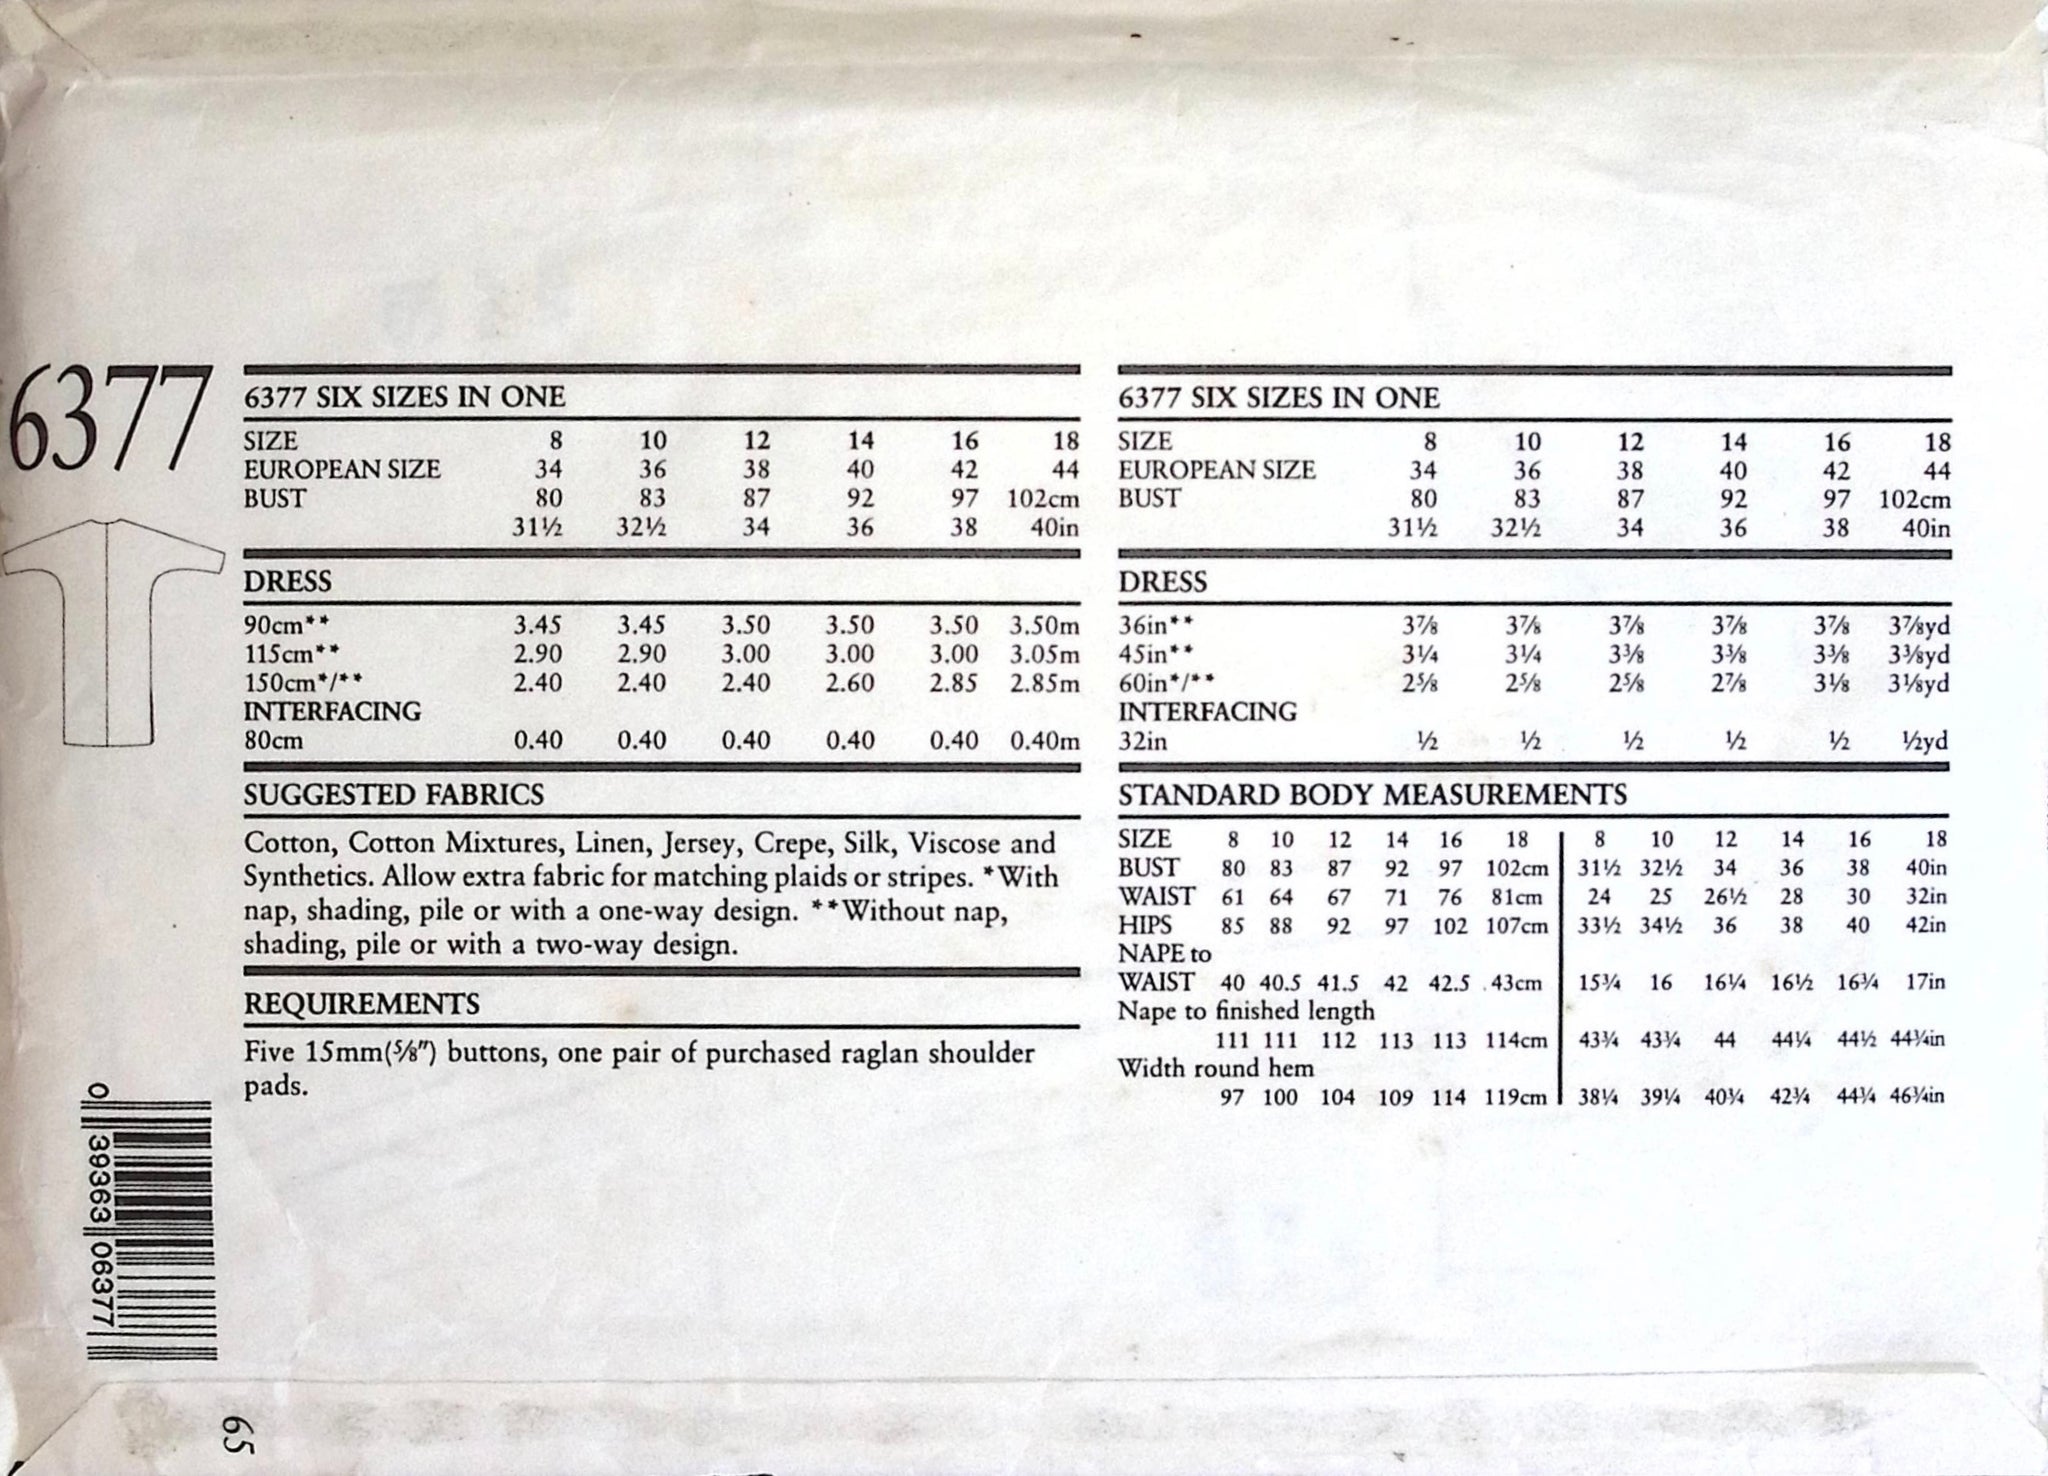 6377
6377 SIX SIZES IN ONE
SIZE 8 10 12 14 16 18
EUROPEAN SIZE 34 36 38 40 42 44
BUST 80 83 87 92 97 102cm
31½ 32½ 34 36 38 40in
DRESS
90cm** 3.45 3.45 3.50 3.50 3.50 3.50m
115cm** 2.90 2.90 3.00 3.00 3.00 3.05m
150cm*/** 2.40 2.40 2.40 2.60 2.85 2.85m
INTERFACING
80cm 0.40 0.40 0.40 0.40 0.40 0.40m
SUGGESTED FABRICS
Cotton, Cotton Mixtures, Linen, Jersey, Crepe, Silk, Viscose and
Synthetics. Allow extra fabric for matching plaids or stripes. *With
nap, shading, pile or with a one-way design. **Without nap,
shading, pile or with a two-way design.
REQUIREMENTS
Five 15mm(⅝") buttons, one pair of purchased raglan shoulder
pads.
6377 SIX SIZES IN ONE
SIZE 8 10 12 14 16 18
EUROPEAN SIZE 34 36 38 40 42 44
BUST 80 83 87 92 97 102cm
31½ 32½ 34 36 38 40in
DRESS
36in** 3⅞ 3⅞ 3⅞ 3⅞ 3⅞ 3⅞yd
45in** 3¼ 3¼ 3⅜ 3⅜ 3⅜ 3⅜yd
60in*/** 2⅝ 2⅝ 2⅝ 2⅞ 3⅛ 3⅛yd
INTERFACING
32in ½ ½ ½ ½ ½ ½yd
STANDARD BODY MEASUREMENTS
SIZE 8 10 12 14 16 18 8 10 12 14 16 18
BUST 80 83 87 92 97 102cm 31½ 32½ 34 36 38 40in
WAIST 61 64 67 71 76 81cm 24 25 26½ 28 30 32in
HIPS 85 88 92 97 102 107cm 33½ 34½ 36 38 40 42in
NAPE to
WAIST 40 40.5 41.5 42 42.5 43cm 15¾ 16 16¼ 16½ 16¾ 17in
Nape to finished length
111 111 112 113 113 114cm 43¾ 43¾ 44 44¼ 44½ 44¾in
Width round hem
97 100 104 109 114 119cm 38¼ 39¼ 40¾ 42¾ 44¾ 46¾in
0 39363 06377
65